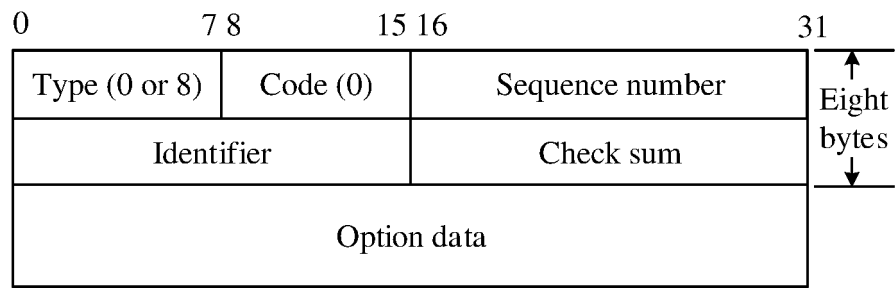 0 7 8 15 16 31
Type (0 or 8) Code (0) Sequence number
Eight
bytes
Identifier Check sum
Option data